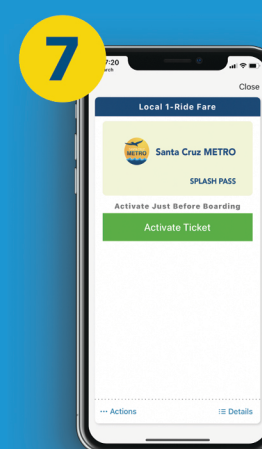 7
7:20
Close
Local 1-Ride Fare
METRO
Santa Cruz METRO
SPLASH PASS
Activate Just Before Boarding
Activate Ticket
••• Actions
Details